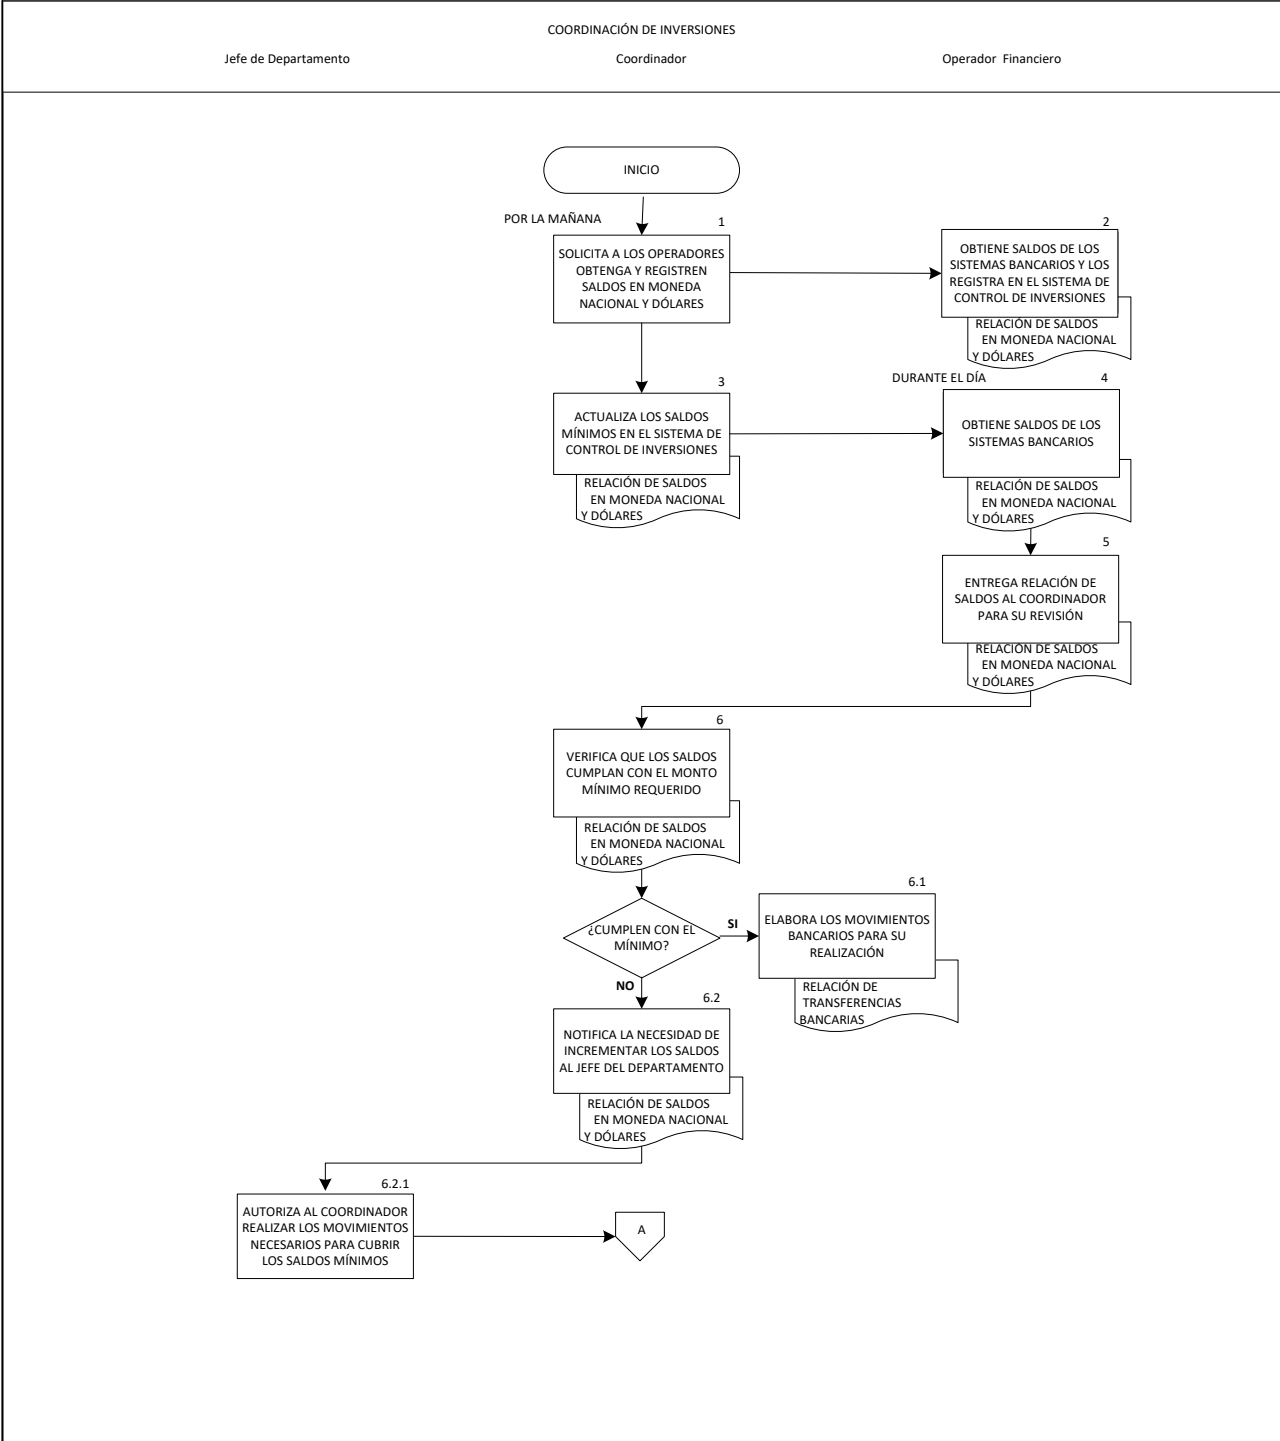 COORDINACIÓN DE INVERSIONES
Jefe de Departamento
Coordinador
Operador Financiero
INICIO
POR LA MAÑANA
1
SOLICITA A LOS OPERADORES
OBTENGA Y REGISTREN
SALDOS EN MONEDA
NACIONAL Y DÓLARES
2
OBTIENE SALDOS DE LOS
SISTEMAS BANCARIOS Y LOS
REGISTRA EN EL SISTEMA DE
CONTROL DE INVERSIONES
RELACIÓN DE SALDOS
EN MONEDA NACIONAL
Y DÓLARES
3
ACTUALIZA LOS SALDOS
MÍNIMOS EN EL SISTEMA DE
CONTROL DE INVERSIONES
RELACIÓN DE SALDOS
EN MONEDA NACIONAL
Y DÓLARES
DURANTE EL DÍA
4
OBTIENE SALDOS DE LOS
SISTEMAS BANCARIOS
RELACIÓN DE SALDOS
EN MONEDA NACIONAL
Y DÓLARES
5
ENTREGA RELACIÓN DE
SALDOS AL COORDINADOR
PARA SU REVISIÓN
RELACIÓN DE SALDOS
EN MONEDA NACIONAL
Y DÓLARES
6
VERIFICA QUE LOS SALDOS
CUMPLAN CON EL MONTO
MÍNIMO REQUERIDO
RELACIÓN DE SALDOS
EN MONEDA NACIONAL
Y DÓLARES
¿CUMPLEN CON EL
MÍNIMO?
SI
6.1
ELABORA LOS MOVIMIENTOS
BANCARIOS PARA SU
REALIZACIÓN
RELACIÓN DE
TRANSFERENCIAS
BANCARIAS
NO
6.2
NOTIFICA LA NECESIDAD DE
INCREMENTAR LOS SALDOS
AL JEFE DEL DEPARTAMENTO
RELACIÓN DE SALDOS
EN MONEDA NACIONAL
Y DÓLARES
6.2.1
AUTORIZA AL COORDINADOR
REALIZAR LOS MOVIMIENTOS
NECESARIOS PARA CUBRIR
LOS SALDOS MÍNIMOS
A